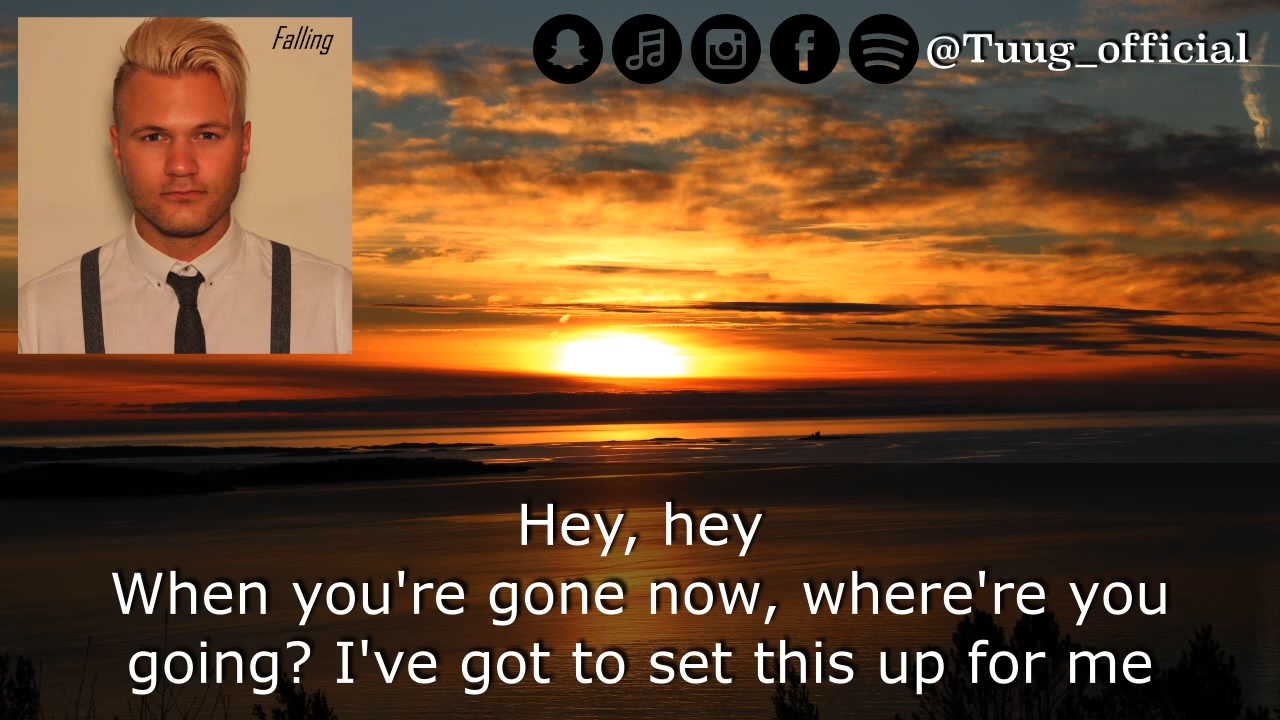 Falling
@Tuug_official
Hey, hey
When you're gone now, where're you
going? I've got to set this up for me